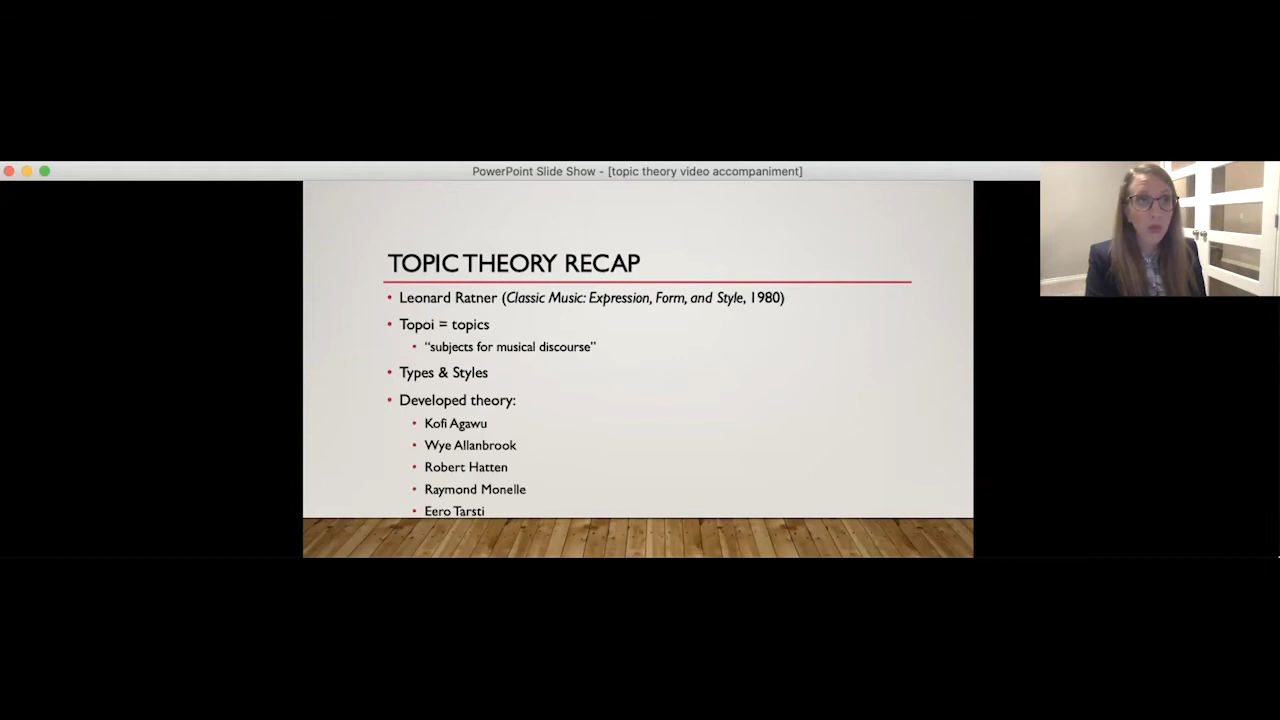 PowerPoint Slide Show - [topic theory video accompaniment]
TOPIC THEORY RECAP
• Leonard Ratner (Classic Music: Expression, Form, and Style, 1980)
• Topoi = topics
• “subjects for musical discourse”
• Types & Styles
• Developed theory:
• Kofi Agawu
• Wye Allanbrook
• Robert Hatten
• Raymond Monelle
• Eero Tarsti